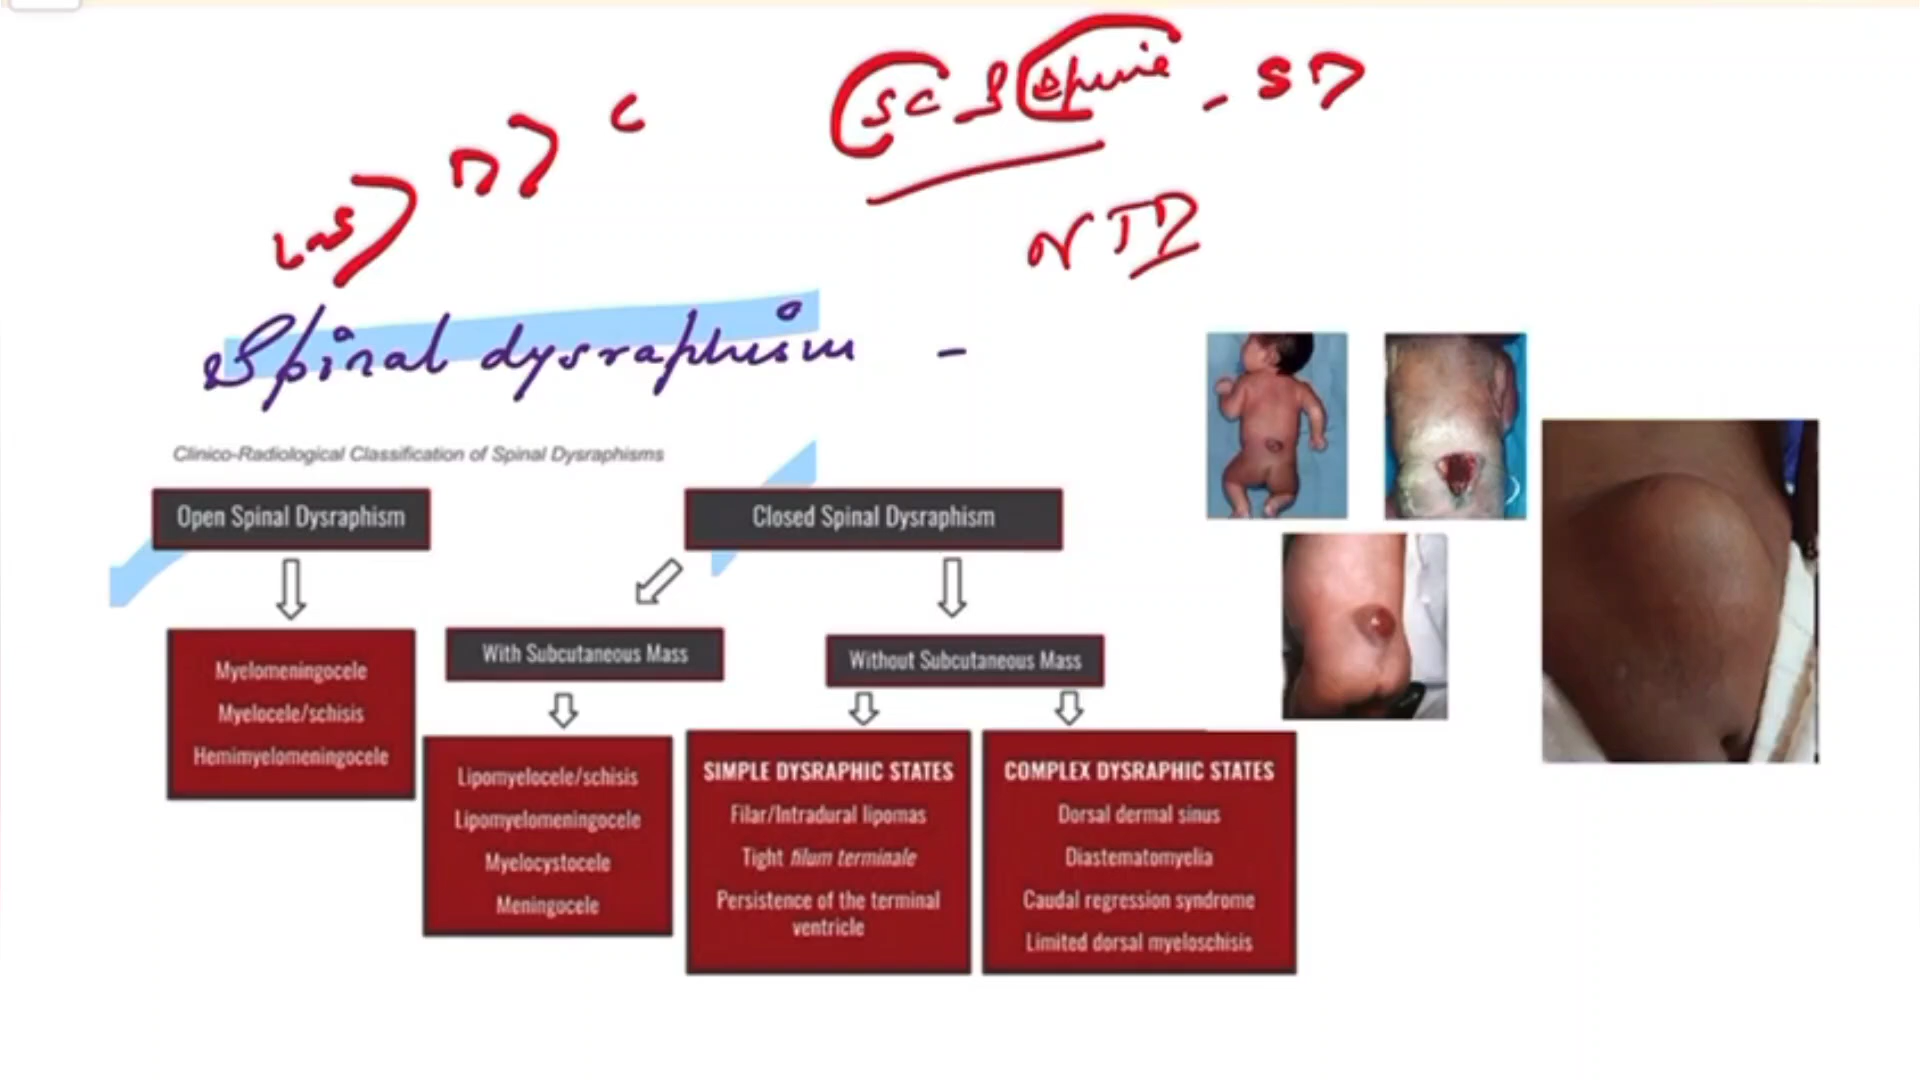 SC & Spine - SD
NTD
Spinal dysraphism -
Clinico-Radiological Classification of Spinal Dysraphisms
Open Spinal Dysraphism
Closed Spinal Dysraphism
Myelomeningocele
Myelocele/schisis
Hemimyelomeningocele
With Subcutaneous Mass
Without Subcutaneous Mass
Lipomyelocele/schisis
Lipomyelomeningocele
Myelocystocele
Meningocele
SIMPLE DYSRAPHIC STATES
Filar/Intradural lipomas
Tight filum terminale
Persistence of the terminal
ventricle
COMPLEX DYSRAPHIC STATES
Dorsal dermal sinus
Diastematomyelia
Caudal regression syndrome
Limited dorsal myeloschisis